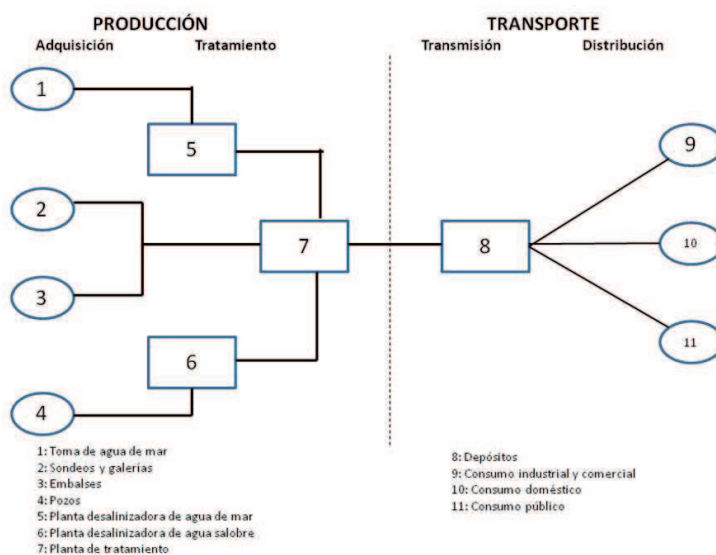 PRODUCCIÓN
TRANSPORTE
Adquisición
Tratamiento
Transmisión
Distribución
1
5
9
2
7
8
10
3
6
11
4
1: Toma de agua de mar
2: Sondeos y galerías
3: Embalses
4: Pozos
5: Planta desalinizadora de agua de mar
6: Planta desalinizadora de agua salobre
7: Planta de tratamiento
8: Depósitos
9: Consumo industrial y comercial
10: Consumo doméstico
11: Consumo público